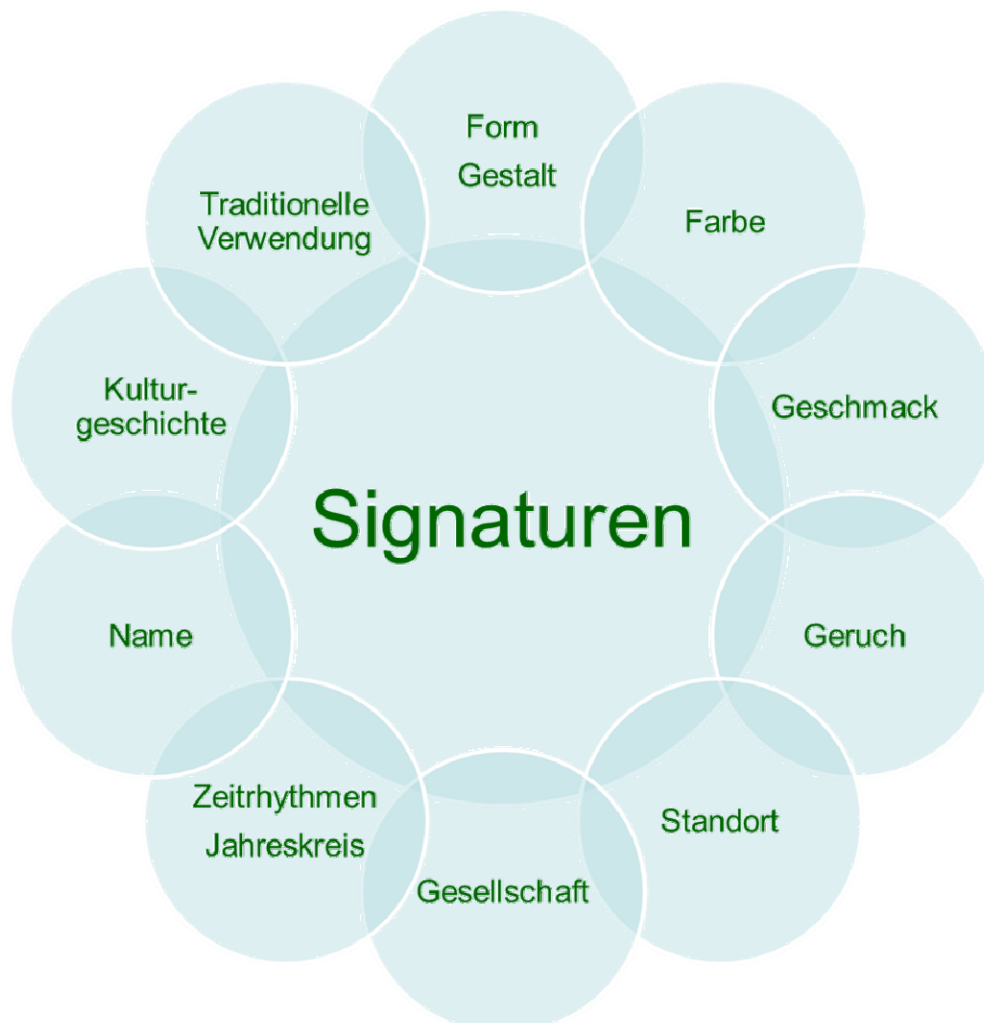 Form
Gestalt
Farbe
Geschmack
Geruch
Standort
Gesellschaft
Zeitrhythmen
Jahreskreis
Name
Kultur-
geschichte
Traditionelle
Verwendung
Signaturen